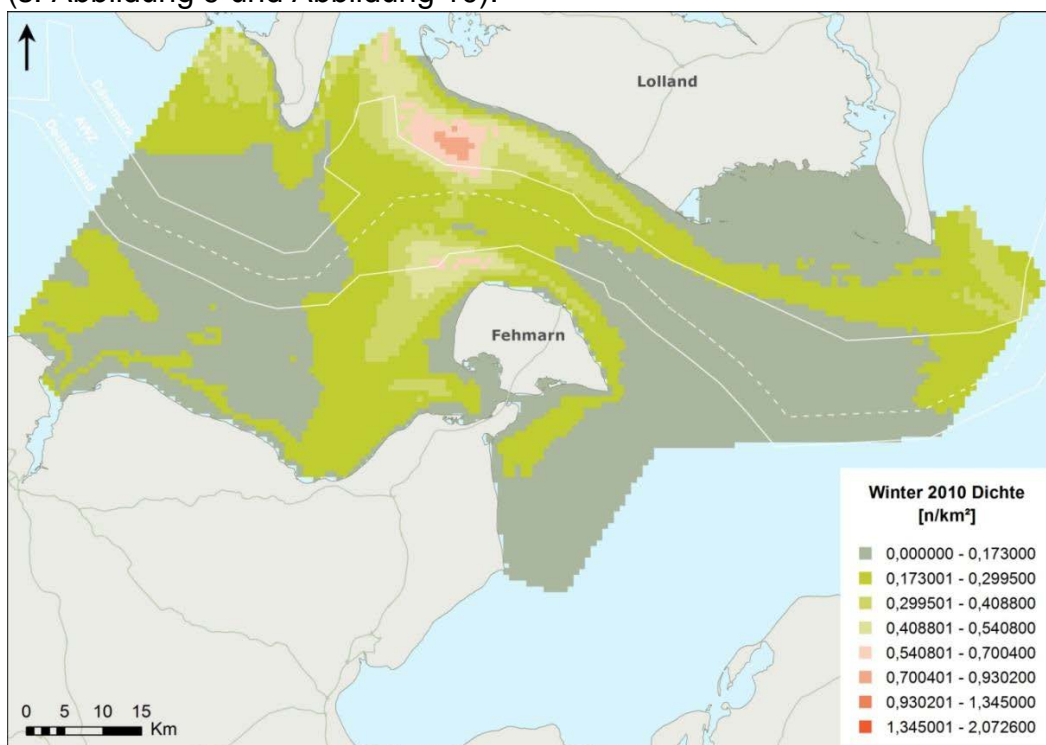 (s. Abbildung und Abbildung
Lolland
Dänemark
AWZ
Deutschland
Fehmarn
Winter 2010 Dichte
[n/km²]
0,000000 - 0,173000
0,173001 - 0,299500
0,299501 - 0,408800
0,408801 - 0,540800
0,540801 - 0,700400
0,700401 - 0,930200
0,930201 - 1,345000
1,345001 - 2,072600
0 5 10 15
Km